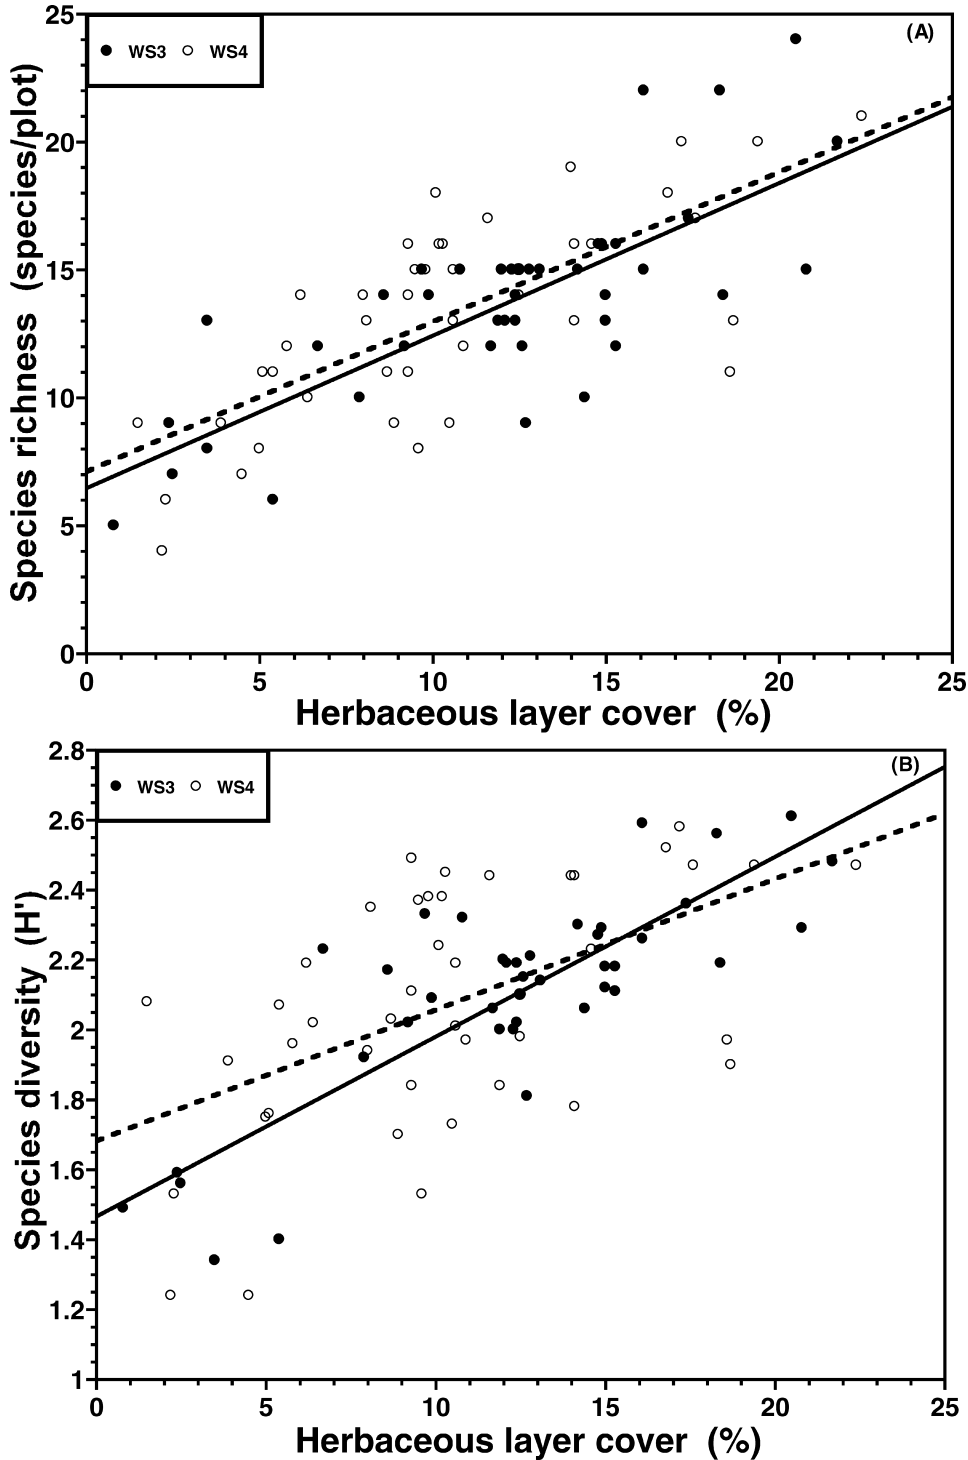 25
(A)
WS3 WS4
20
15
10
5
0
Species richness (species/plot)
0 5 10 15 20 25
Herbaceous layer cover (%)
2.8
(B)
WS3 WS4
2.6
2.4
2.2
2
1.8
1.6
1.4
1.2
1
Species diversity (H')
0 5 10 15 20 25
Herbaceous layer cover (%)